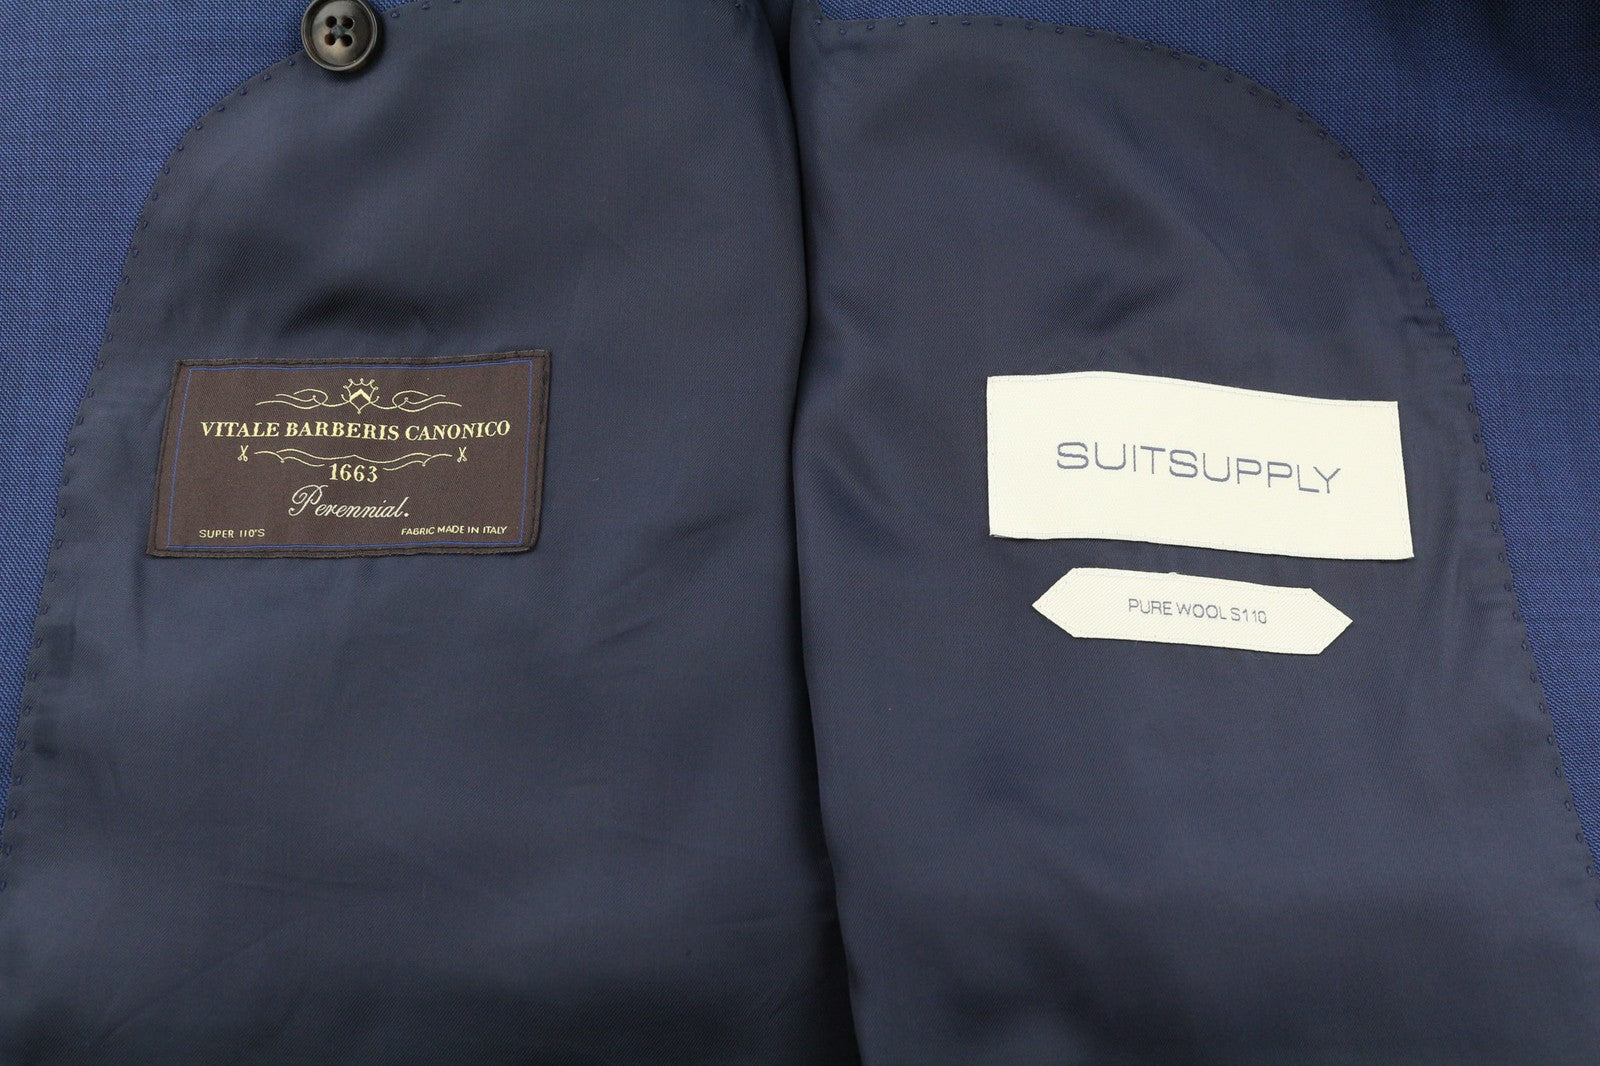 VITALE BARBERIS CANONICO
1663
Perennial.
SUPER 110'S
FABRIC MADE IN ITALY
SUITSUPPLY
PURE WOOL S110